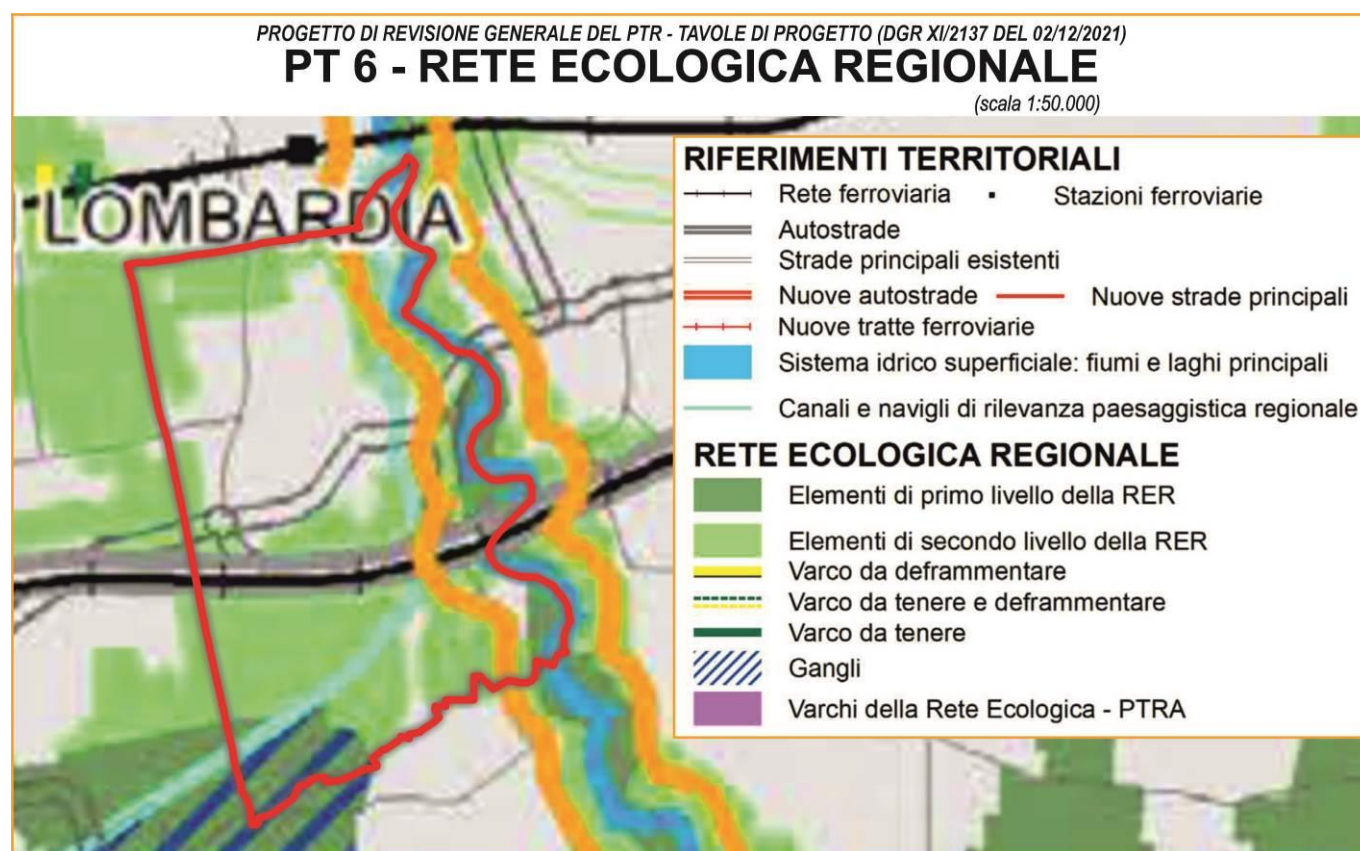 PROGETTO DI REVISIONE GENERALE DEL PTR - TAVOLE DI PROGETTO (DGR XI/2137 DEL 02/12/2021)
PT 6 - RETE ECOLOGICA REGIONALE
(scala 1:50.000)
LOMBARDIA
RIFERIMENTI TERRITORIALI
Rete ferroviaria
Stazioni ferroviarie
Autostrade
Strade principali esistenti
Nuove autostrade
Nuove strade principali
Nuove tratte ferroviarie
Sistema idrico superficiale: fiumi e laghi principali
Canali e navigli di rilevanza paesaggistica regionale
RETE ECOLOGICA REGIONALE
Elementi di primo livello della RER
Elementi di secondo livello della RER
Varco da deframmentare
Varco da tenere e deframmentare
Varco da tenere
Gangli
Varchi della Rete Ecologica - PTRA